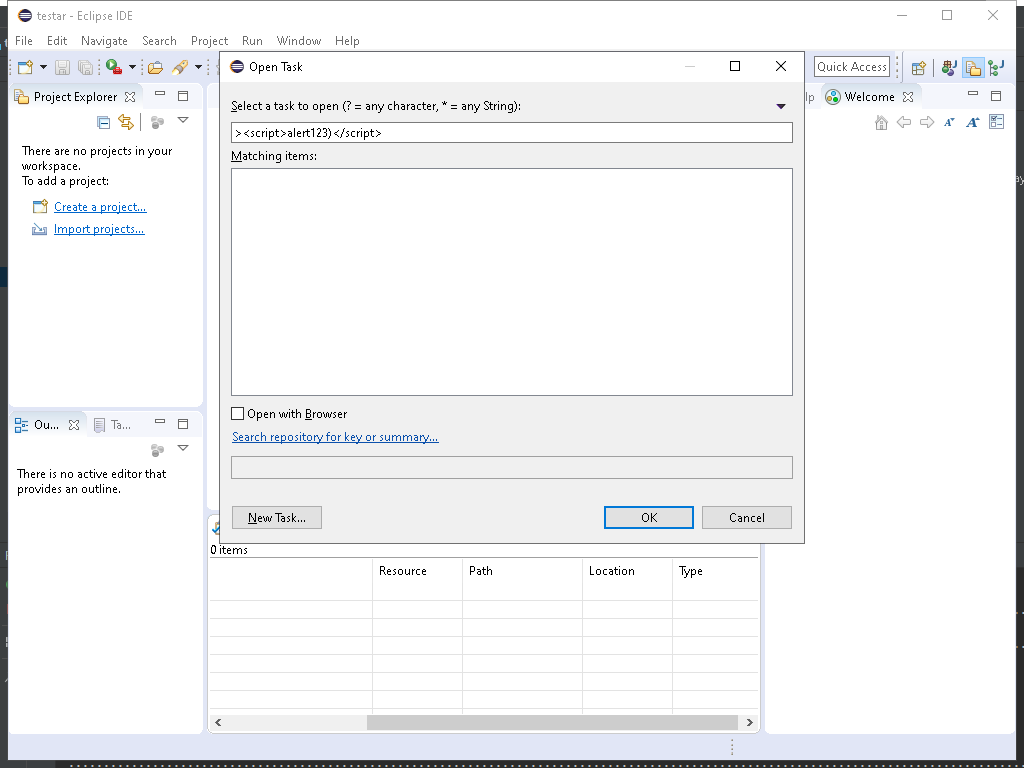 testar - Eclipse IDE
File Edit Navigate Search Project Run Window Help
Quick Access
Project Explorer
There are no projects in your
workspace.
To add a project:
Create a project...
Import projects...
Ou...
Ta...
There is no active editor that
provides an outline.
Open Task
Select a task to open (? = any character, * = any String):
><script>alert123)</script>
Matching items:
Open with Browser
Search repository for key or summary...
New Task...
OK
Cancel
Welcome
0 items
Resource Path Location Type